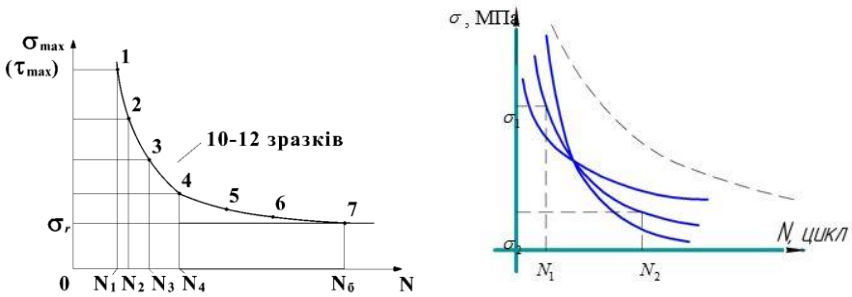 σmax
(τmax)
1
2
3
10-12 зразків
4
5
6
7
σr
0 N1 N2 N3 N4 Nб N
σ, МПа
σ1
σ2
N, цикл
N1 N2